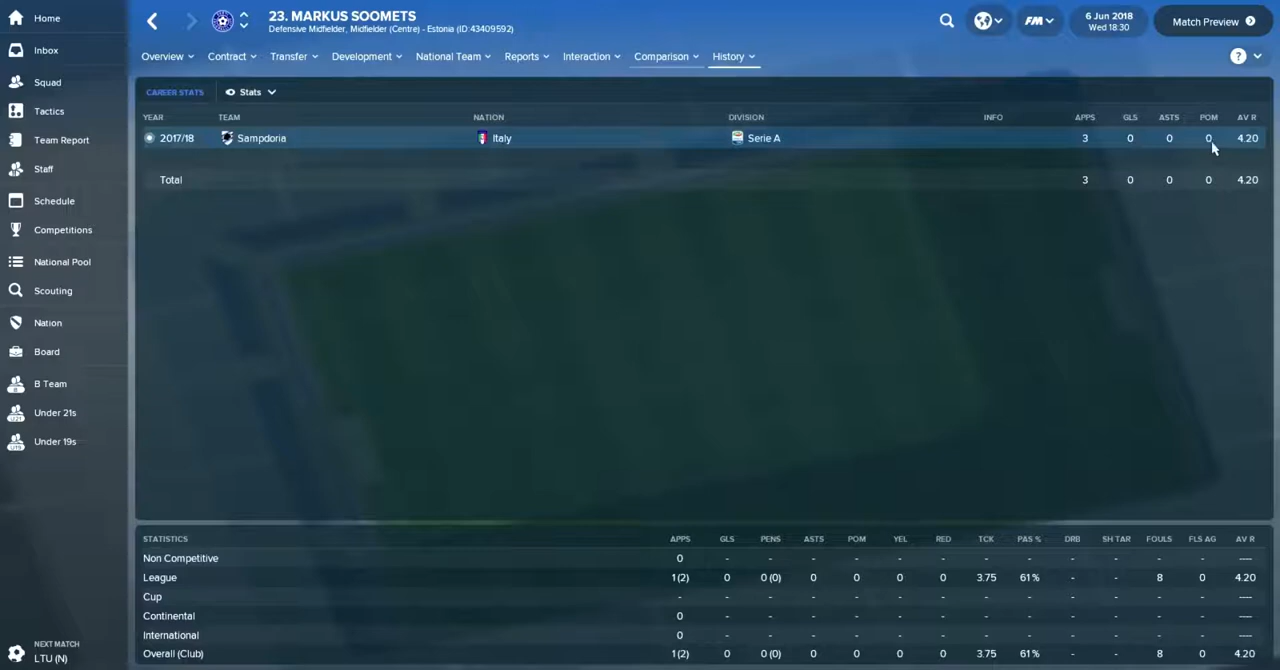 Home
23. MARKUS SOOMETS
Defensive Midfielder, Midfielder (Centre) - Estonia (ID:43409592)
FM
6 Jun 2018
Wed 18:30
Match Preview
Inbox
Overview Contract Transfer Development National Team Reports Interaction Comparison History ?
Squad
CAREER STATS Stats
Tactics
YEAR TEAM NATION DIVISION INFO APPS GLS ASTS POM AV R
2017/18 Sampdoria Italy Serie A 3 0 0 0 4.20
Team Report
Staff
Total 3 0 0 0 4.20
Schedule
Competitions
National Pool
Scouting
Nation
Board
B Team
Under 21s
Under 19s
STATISTICS APPS GLS PENS ASTS POM YEL RED TCK PAS % DRB SH TAR FOULS FLS AG AV R
Non Competitive 0 - - - - - - - - - - - - ----
League 1(2) 0 0 (0) 0 0 0 0 3.75 61% - - 8 0 4.20
Cup - - - - - - - - - - - - - ----
Continental 0 - - - - - - - - - - - - ----
International 0 - - - - - - - - - - - - ----
Overall (Club) 1(2) 0 0 (0) 0 0 0 0 3.75 61% - - 8 0 4.20
NEXT MATCH
LTU (N)